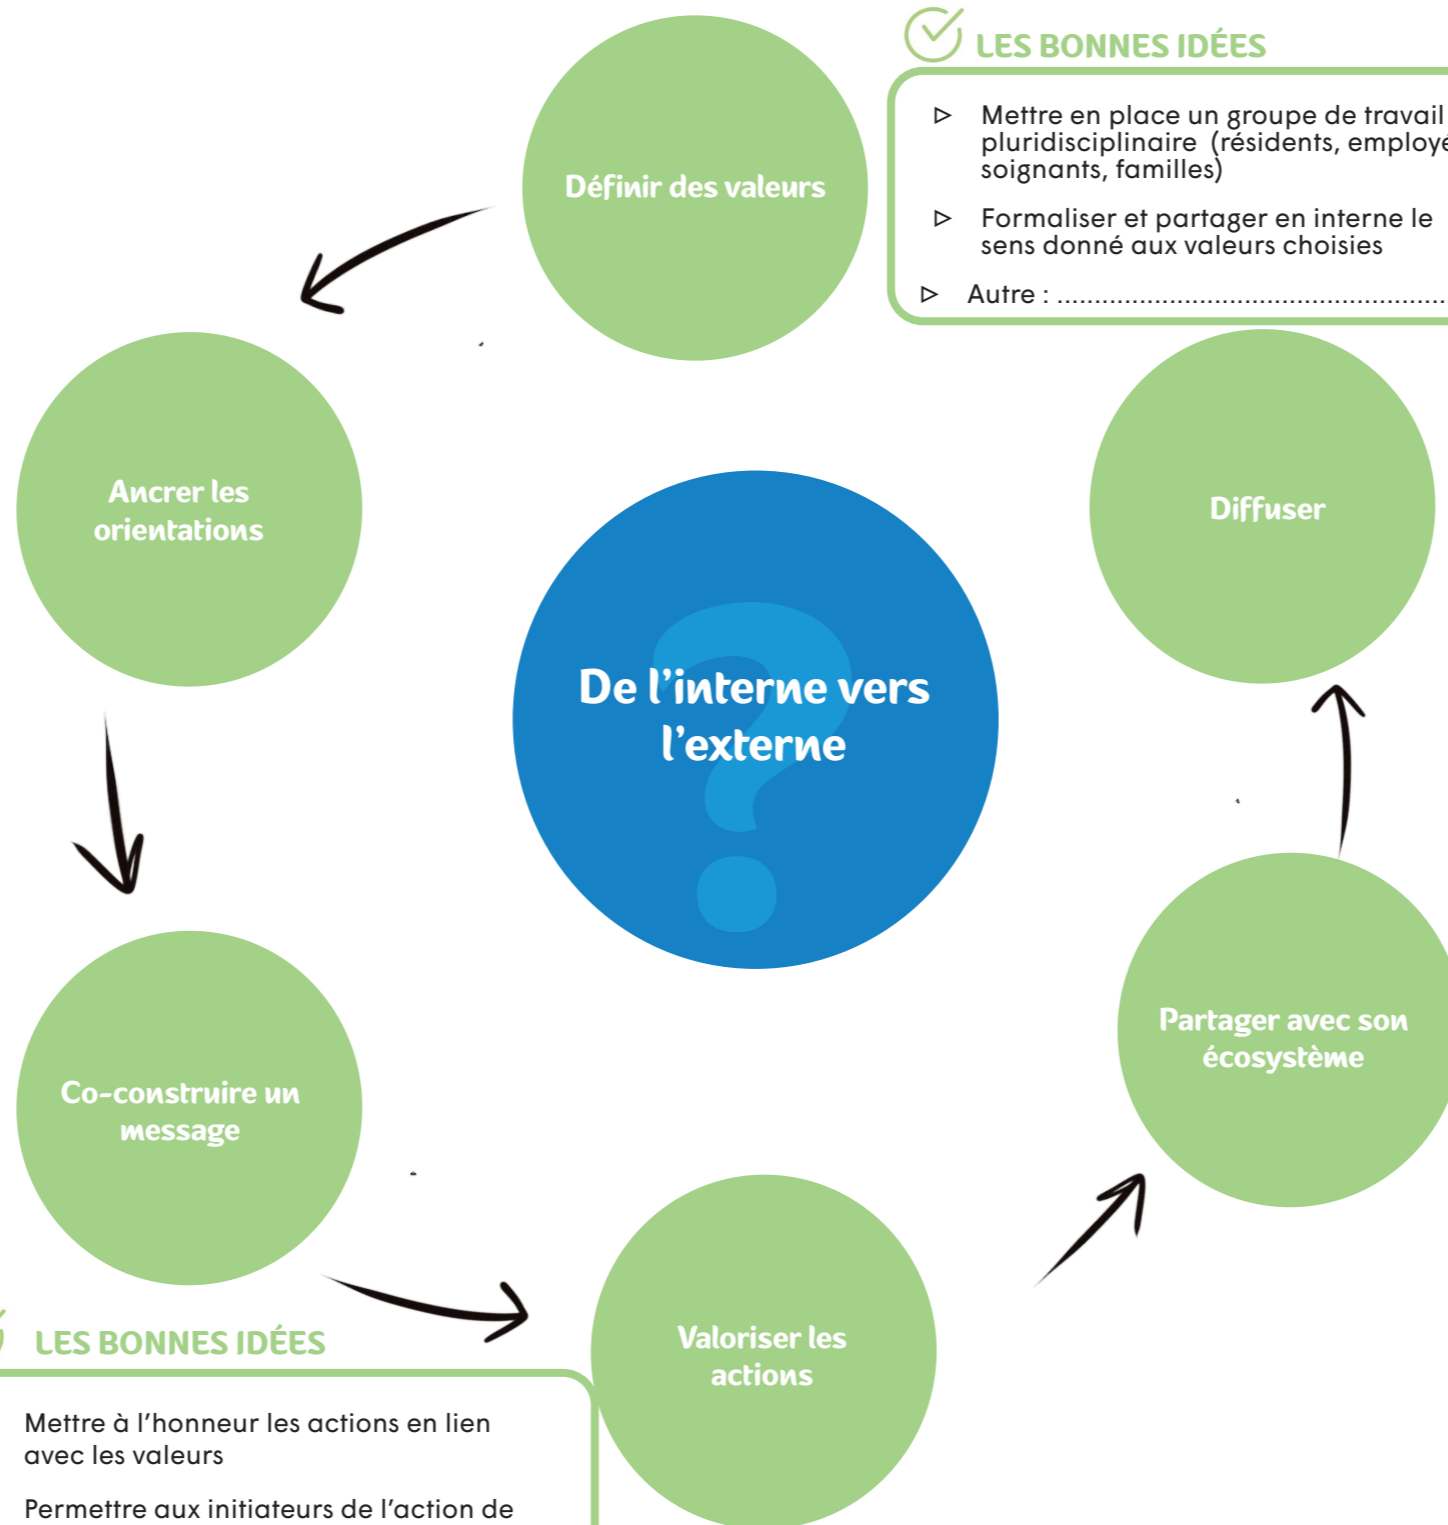 LES BONNES IDÉES
▷ Mettre en place un groupe de travail
pluridisciplinaire (résidents, employé
soignants, familles)
▷ Formaliser et partager en interne le
sens donné aux valeurs choisies
▷ Autre : ....................................................
Définir des valeurs
Ancrer les
orientations
Diffuser
De l’interne vers
l’externe
Partager avec son
écosystème
Co-construire un
message
Valoriser les
actions
LES BONNES IDÉES
Mettre à l’honneur les actions en lien
avec les valeurs
Permettre aux initiateurs de l’action de